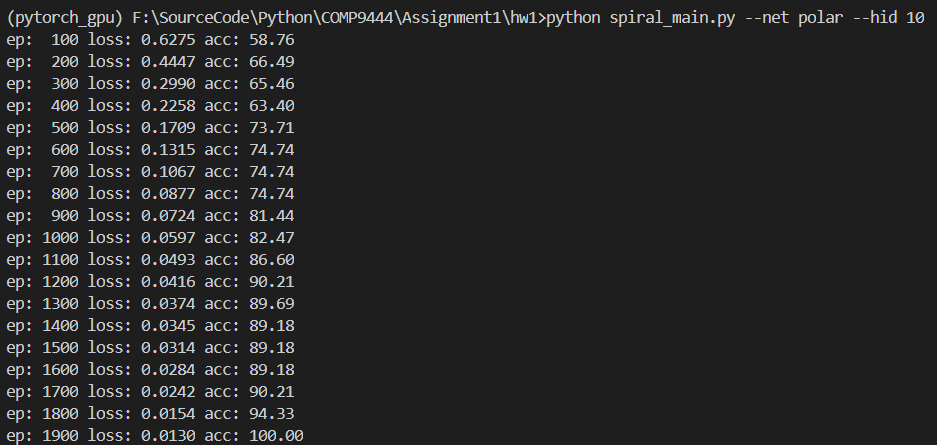 (pytorch_gpu) F:\SourceCode\Python\COMP9444\Assignment1\hw1>python spiral_main.py --net polar --hid 10
ep:  100 loss: 0.6275 acc: 58.76
ep:  200 loss: 0.4447 acc: 66.49
ep:  300 loss: 0.2990 acc: 65.46
ep:  400 loss: 0.2258 acc: 63.40
ep:  500 loss: 0.1709 acc: 73.71
ep:  600 loss: 0.1315 acc: 74.74
ep:  700 loss: 0.1067 acc: 74.74
ep:  800 loss: 0.0877 acc: 74.74
ep:  900 loss: 0.0724 acc: 81.44
ep: 1000 loss: 0.0597 acc: 82.47
ep: 1100 loss: 0.0493 acc: 86.60
ep: 1200 loss: 0.0416 acc: 90.21
ep: 1300 loss: 0.0374 acc: 89.69
ep: 1400 loss: 0.0345 acc: 89.18
ep: 1500 loss: 0.0314 acc: 89.18
ep: 1600 loss: 0.0284 acc: 89.18
ep: 1700 loss: 0.0242 acc: 90.21
ep: 1800 loss: 0.0154 acc: 94.33
ep: 1900 loss: 0.0130 acc: 100.00